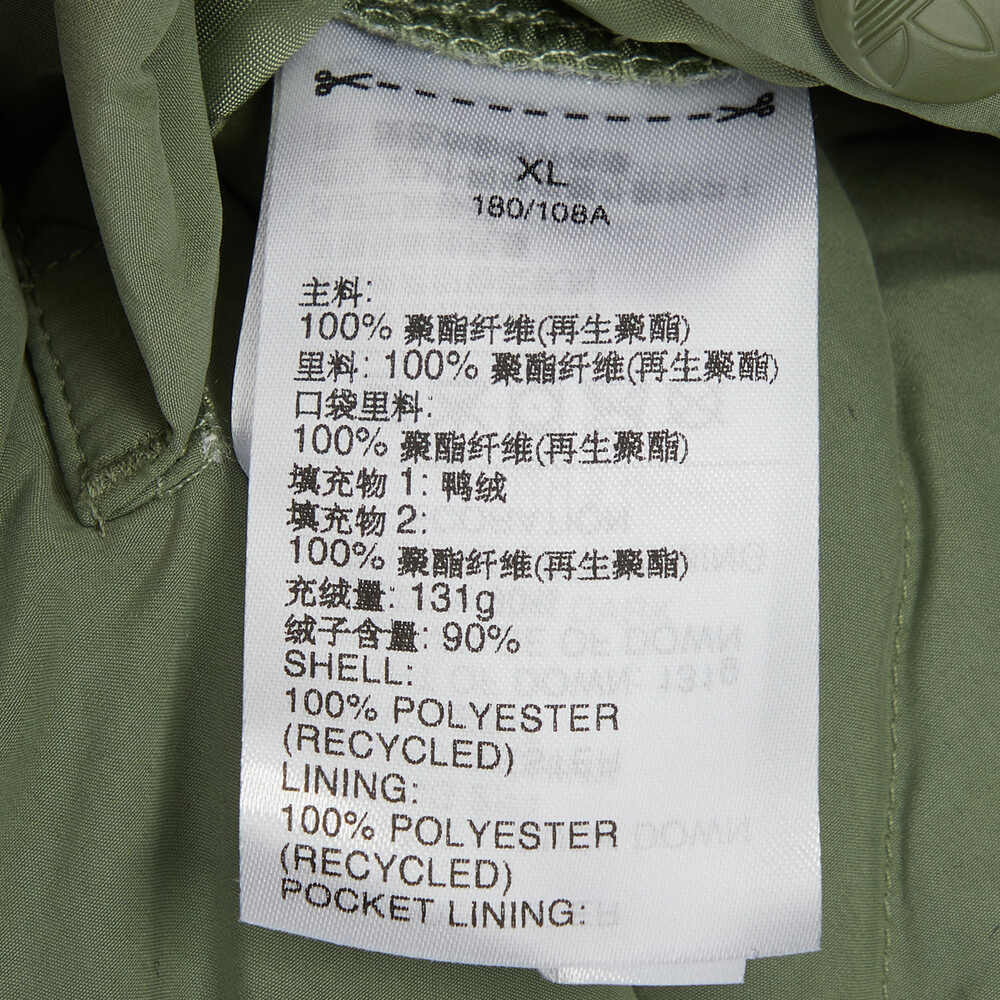 XL
180/108A
主料:
100% 聚酯纤维(再生聚酯)
里料: 100% 聚酯纤维(再生聚酯)
口袋里料:
100% 聚酯纤维(再生聚酯)
填充物 1: 鸭绒
填充物 2:
100% 聚酯纤维(再生聚酯)
充绒量: 131g
绒子含量: 90%
SHELL:
100% POLYESTER
(RECYCLED)
LINING:
100% POLYESTER
(RECYCLED)
POCKET LINING: